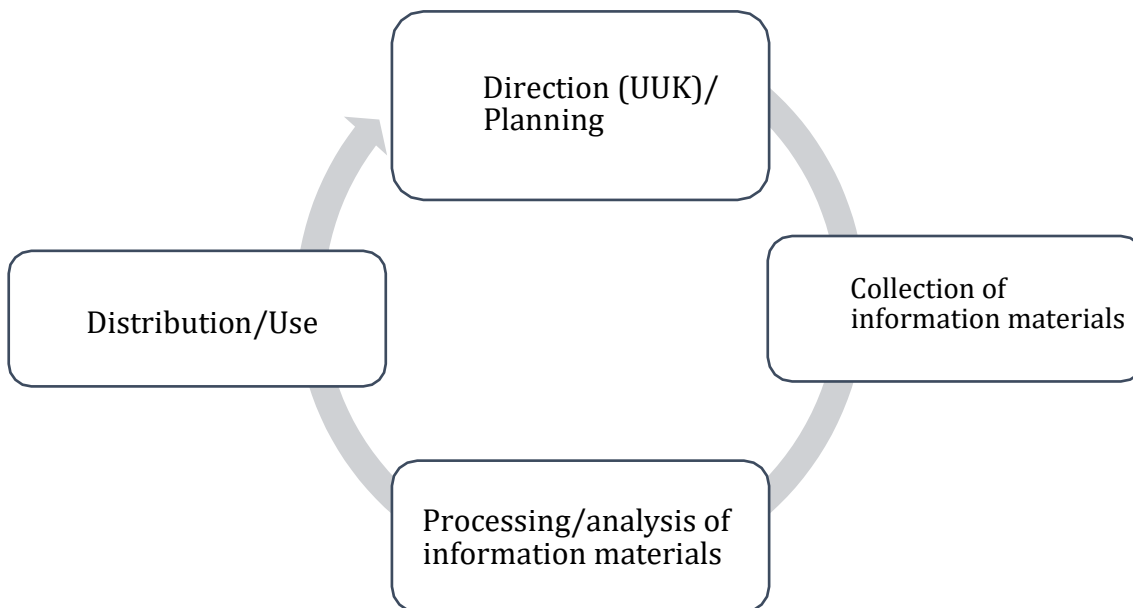 Direction (UUK)/
Planning
Collection of
information materials
Processing/analysis of
information materials
Distribution/Use